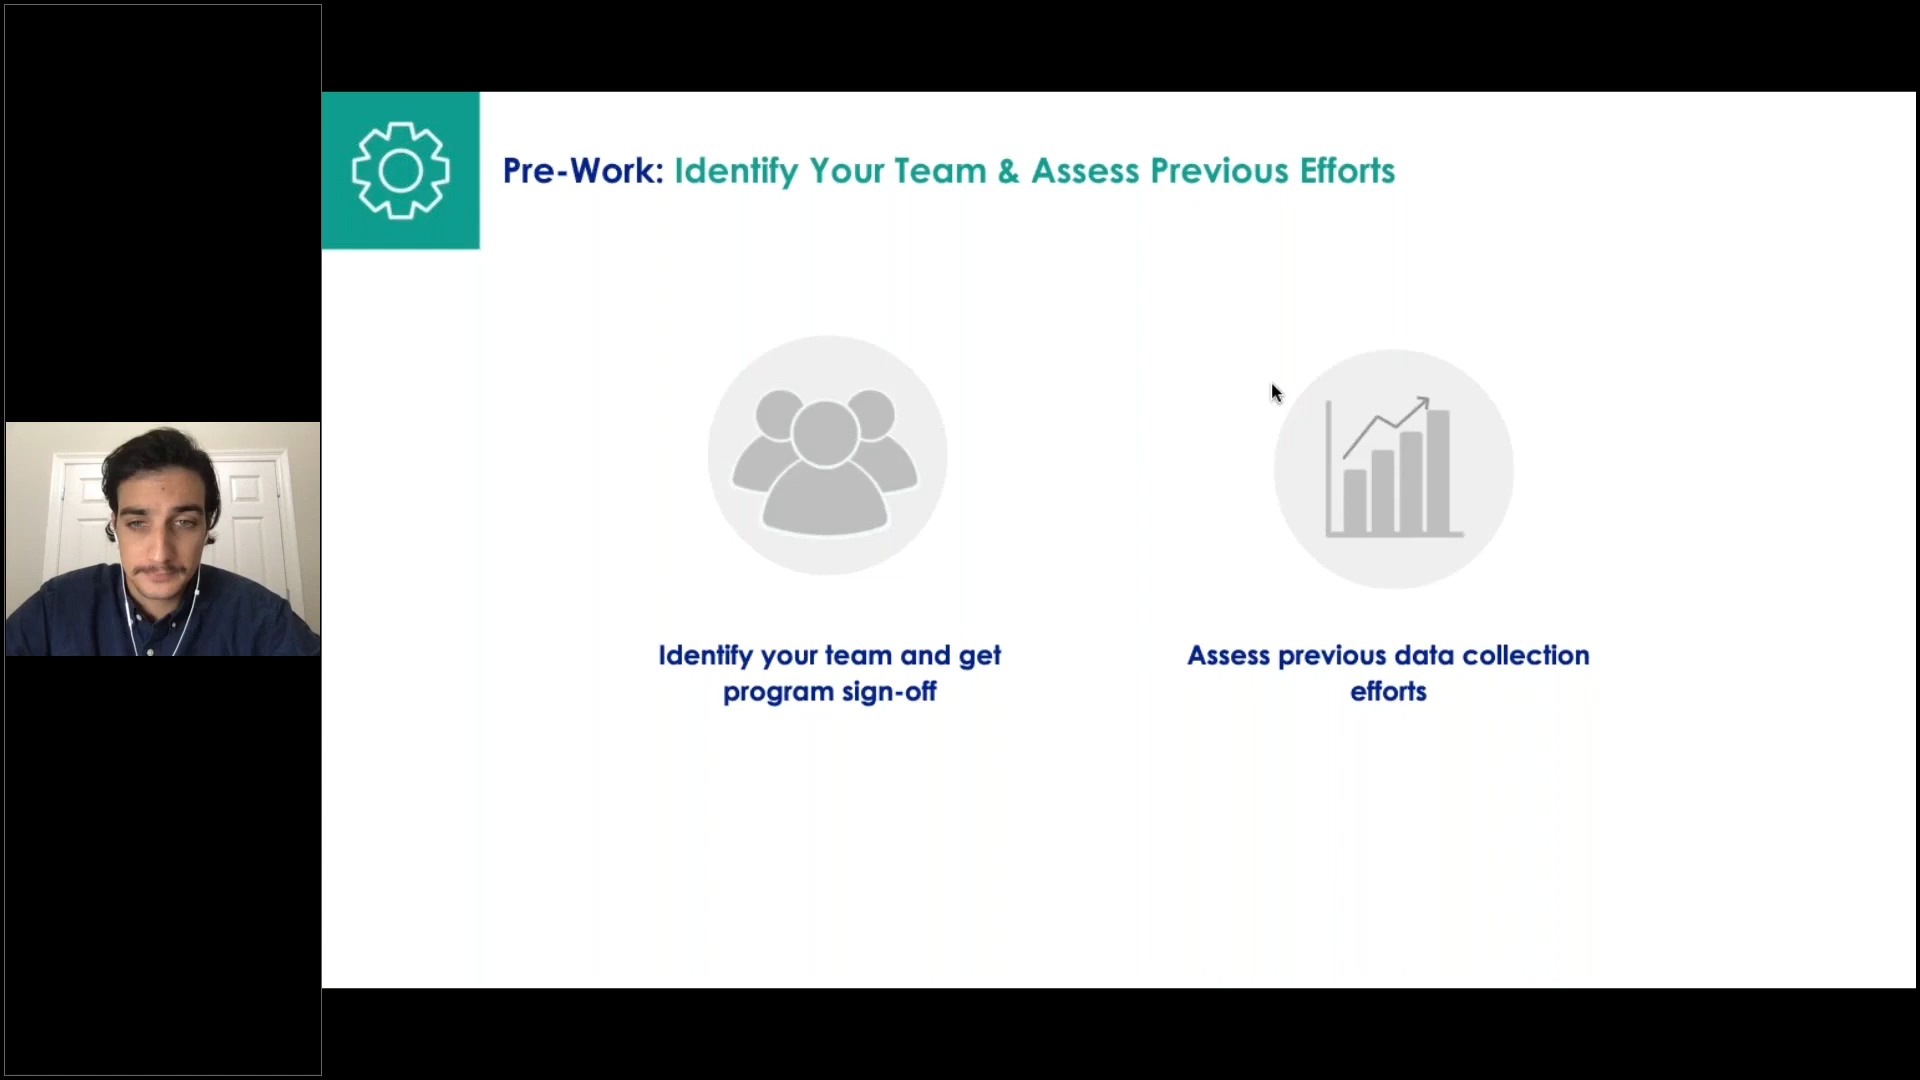 Pre-Work: Identify Your Team & Assess Previous Efforts
Identify your team and get
program sign-off
Assess previous data collection
efforts